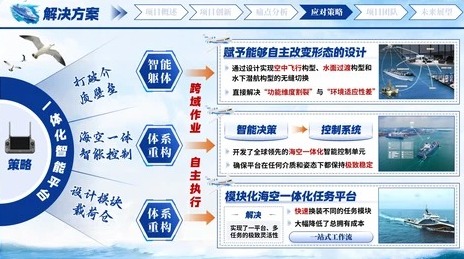 解决方案
项目概述
项目创新
痛点分析
应对策略
项目团队
未来展望
策略
打破介
质壁垒
海空一体
智能控制
设计模块
载荷仓
智能
躯体
体系
重构
体系
重构
跨域作业
自主执行
赋予能够自主改变形态的设计
通过设计实现空中飞行构型、水面过渡构型和
水下潜航构型的无缝切换
直接解决“功能维度割裂”与“环境适应性差”
智能决策
控制系统
开发了全球领先的海空一体化智能控制单元
确保平台在任何介质和姿态下都保持极致稳定
模块化海空一体化任务平台
解决
实现了一平台、多
任务的极致灵活性
快速换装不同的任务模块
大幅降低了总拥有成本
一站式工作流